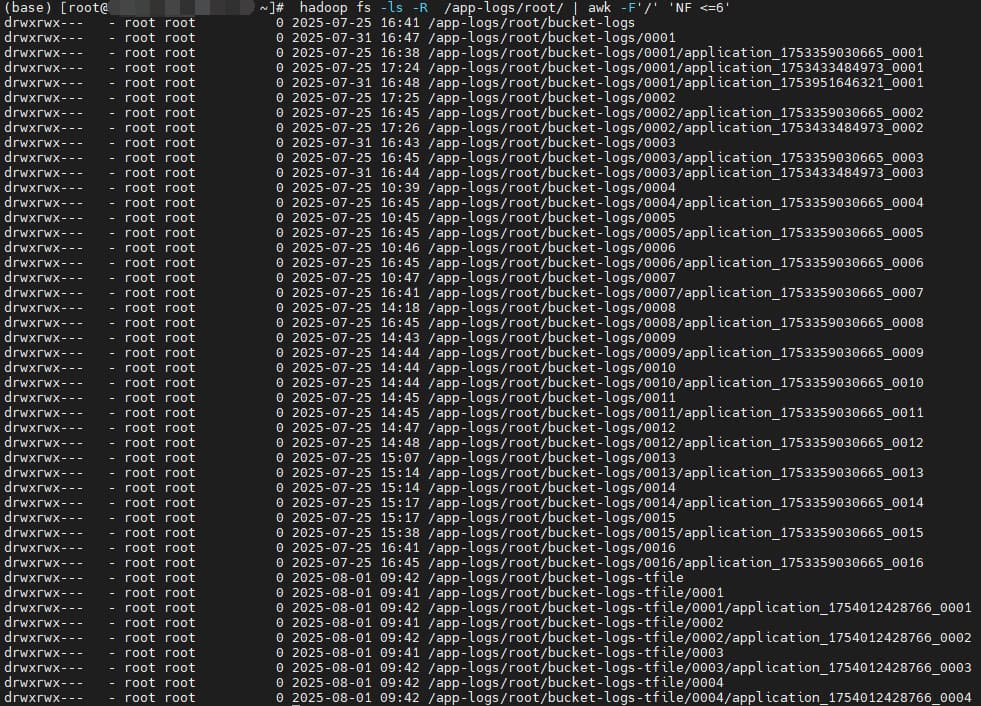 (base) [root@ ~]#  hadoop fs -ls -R  /app-logs/root/ | awk -F'/' 'NF <=6'
drwxrwx---   - root root          0 2025-07-25 16:41 /app-logs/root/bucket-logs
drwxrwx---   - root root          0 2025-07-31 16:47 /app-logs/root/bucket-logs/0001
drwxrwx---   - root root          0 2025-07-25 16:38 /app-logs/root/bucket-logs/0001/application_1753359030665_0001
drwxrwx---   - root root          0 2025-07-25 17:24 /app-logs/root/bucket-logs/0001/application_1753433484973_0001
drwxrwx---   - root root          0 2025-07-31 16:48 /app-logs/root/bucket-logs/0001/application_1753951646321_0001
drwxrwx---   - root root          0 2025-07-25 17:25 /app-logs/root/bucket-logs/0002
drwxrwx---   - root root          0 2025-07-25 16:45 /app-logs/root/bucket-logs/0002/application_1753359030665_0002
drwxrwx---   - root root          0 2025-07-25 17:26 /app-logs/root/bucket-logs/0002/application_1753433484973_0002
drwxrwx---   - root root          0 2025-07-31 16:43 /app-logs/root/bucket-logs/0003
drwxrwx---   - root root          0 2025-07-25 16:45 /app-logs/root/bucket-logs/0003/application_1753359030665_0003
drwxrwx---   - root root          0 2025-07-31 16:44 /app-logs/root/bucket-logs/0003/application_1753433484973_0003
drwxrwx---   - root root          0 2025-07-25 10:39 /app-logs/root/bucket-logs/0004
drwxrwx---   - root root          0 2025-07-25 16:45 /app-logs/root/bucket-logs/0004/application_1753359030665_0004
drwxrwx---   - root root          0 2025-07-25 10:45 /app-logs/root/bucket-logs/0005
drwxrwx---   - root root          0 2025-07-25 16:45 /app-logs/root/bucket-logs/0005/application_1753359030665_0005
drwxrwx---   - root root          0 2025-07-25 10:46 /app-logs/root/bucket-logs/0006
drwxrwx---   - root root          0 2025-07-25 16:45 /app-logs/root/bucket-logs/0006/application_1753359030665_0006
drwxrwx---   - root root          0 2025-07-25 10:47 /app-logs/root/bucket-logs/0007
drwxrwx---   - root root          0 2025-07-25 16:41 /app-logs/root/bucket-logs/0007/application_1753359030665_0007
drwxrwx---   - root root          0 2025-07-25 14:18 /app-logs/root/bucket-logs/0008
drwxrwx---   - root root          0 2025-07-25 16:45 /app-logs/root/bucket-logs/0008/application_1753359030665_0008
drwxrwx---   - root root          0 2025-07-25 14:43 /app-logs/root/bucket-logs/0009
drwxrwx---   - root root          0 2025-07-25 14:44 /app-logs/root/bucket-logs/0009/application_1753359030665_0009
drwxrwx---   - root root          0 2025-07-25 14:44 /app-logs/root/bucket-logs/0010
drwxrwx---   - root root          0 2025-07-25 14:44 /app-logs/root/bucket-logs/0010/application_1753359030665_0010
drwxrwx---   - root root          0 2025-07-25 14:45 /app-logs/root/bucket-logs/0011
drwxrwx---   - root root          0 2025-07-25 14:45 /app-logs/root/bucket-logs/0011/application_1753359030665_0011
drwxrwx---   - root root          0 2025-07-25 14:47 /app-logs/root/bucket-logs/0012
drwxrwx---   - root root          0 2025-07-25 14:48 /app-logs/root/bucket-logs/0012/application_1753359030665_0012
drwxrwx---   - root root          0 2025-07-25 15:07 /app-logs/root/bucket-logs/0013
drwxrwx---   - root root          0 2025-07-25 15:14 /app-logs/root/bucket-logs/0013/application_1753359030665_0013
drwxrwx---   - root root          0 2025-07-25 15:14 /app-logs/root/bucket-logs/0014
drwxrwx---   - root root          0 2025-07-25 15:17 /app-logs/root/bucket-logs/0014/application_1753359030665_0014
drwxrwx---   - root root          0 2025-07-25 15:17 /app-logs/root/bucket-logs/0015
drwxrwx---   - root root          0 2025-07-25 15:38 /app-logs/root/bucket-logs/0015/application_1753359030665_0015
drwxrwx---   - root root          0 2025-07-25 16:41 /app-logs/root/bucket-logs/0016
drwxrwx---   - root root          0 2025-07-25 16:45 /app-logs/root/bucket-logs/0016/application_1753359030665_0016
drwxrwx---   - root root          0 2025-08-01 09:42 /app-logs/root/bucket-logs-tfile
drwxrwx---   - root root          0 2025-08-01 09:41 /app-logs/root/bucket-logs-tfile/0001
drwxrwx---   - root root          0 2025-08-01 09:42 /app-logs/root/bucket-logs-tfile/0001/application_1754012428766_0001
drwxrwx---   - root root          0 2025-08-01 09:41 /app-logs/root/bucket-logs-tfile/0002
drwxrwx---   - root root          0 2025-08-01 09:42 /app-logs/root/bucket-logs-tfile/0002/application_1754012428766_0002
drwxrwx---   - root root          0 2025-08-01 09:41 /app-logs/root/bucket-logs-tfile/0003
drwxrwx---   - root root          0 2025-08-01 09:42 /app-logs/root/bucket-logs-tfile/0003/application_1754012428766_0003
drwxrwx---   - root root          0 2025-08-01 09:42 /app-logs/root/bucket-logs-tfile/0004
drwxrwx---   - root root          0 2025-08-01 09:42 /app-logs/root/bucket-logs-tfile/0004/application_1754012428766_0004